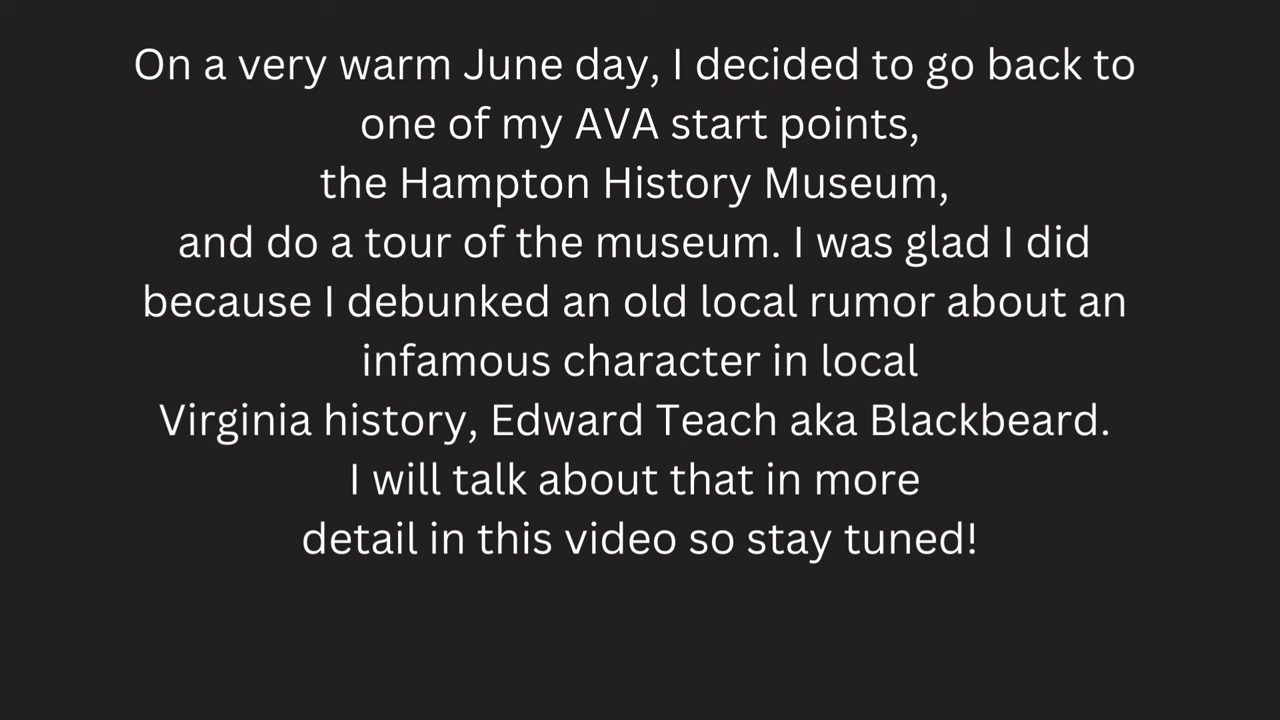 On a very warm June day, I decided to go back to
one of my AVA start points,
the Hampton History Museum,
and do a tour of the museum. I was glad I did
because I debunked an old local rumor about an
infamous character in local
Virginia history, Edward Teach aka Blackbeard.
I will talk about that in more
detail in this video so stay tuned!